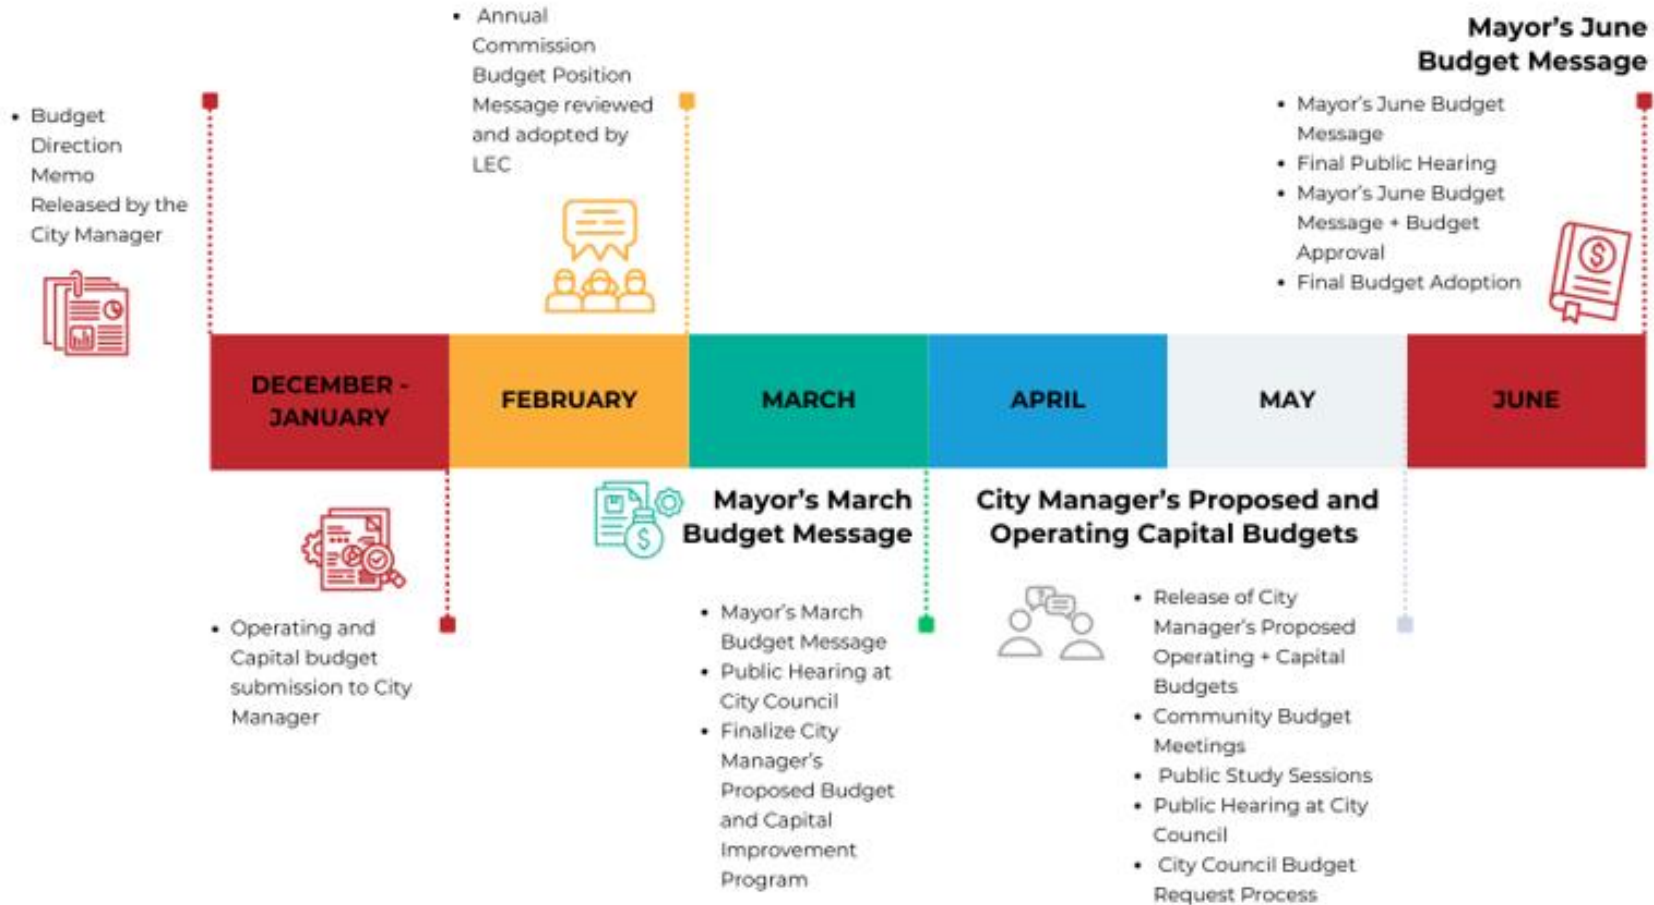 • Budget
Direction
Memo
Released by the
City Manager
• Annual
Commission
Budget Position
Message reviewed
and adopted by
LEC
Mayor's June
Budget Message
• Mayor's June Budget
Message
• Final Public Hearing
• Mayor's June Budget
Message + Budget
Approval
• Final Budget Adoption
$
DECEMBER -
JANUARY
FEBRUARY
MARCH
APRIL
MAY
JUNE
• Operating and
Capital budget
submission to City
Manager
$
Mayor's March
Budget Message
• Mayor's March
Budget Message
• Public Hearing at
City Council
• Finalize City
Manager's
Proposed Budget
and Capital
Improvement
Program
City Manager's Proposed and
Operating Capital Budgets
?
• Release of City
Manager's Proposed
Operating + Capital
Budgets
• Community Budget
Meetings
• Public Study Sessions
• Public Hearing at City
Council
• City Council Budget
Request Process